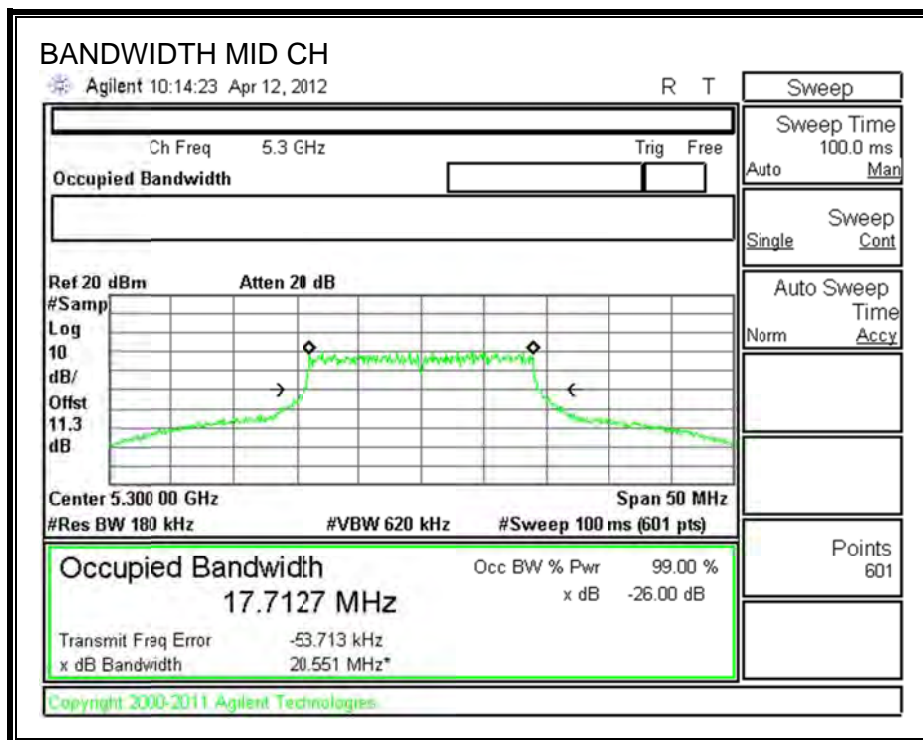 BANDWIDTH MID CH
Agilent 10:14:23 Apr 12, 2012 R T
Ch Freq 5.3 GHz Trig Free
Occupied Bandwidth
Ref 20 dBm Atten 20 dB
#Samp
Log
10
dB/
Offst
11.3
dB
Center 5.300 00 GHz Span 50 MHz
#Res BW 180 kHz #VBW 620 kHz #Sweep 100 ms (601 pts)
Occupied Bandwidth
17.7127 MHz
Occ BW % Pwr 99.00 %
x dB -26.00 dB
Transmit Freq Error -53.713 kHz
x dB Bandwidth 20.551 MHz*
Copyright 2000-2011 Agilent Technologies
Sweep
Sweep Time
100.0 ms
Auto Man
Sweep
Single Cont
Auto Sweep
Time
Norm Accy
Points
601